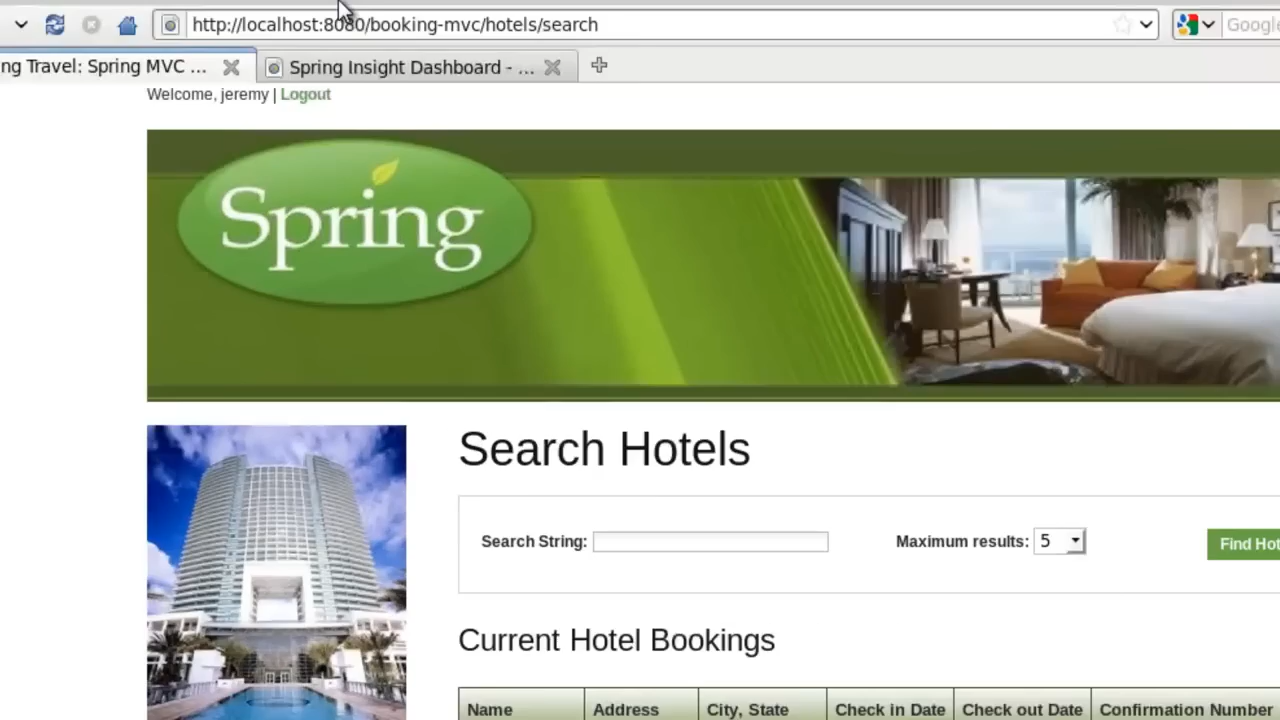 http://localhost:8080/booking-mvc/hotels/search
Google
ng Travel: Spring MVC ...
Spring Insight Dashboard - ...
Welcome, jeremy | Logout
Spring
Search Hotels
Search String:
Maximum results: 5
Find Hot
Current Hotel Bookings
Name Address City, State Check in Date Check out Date Confirmation Number